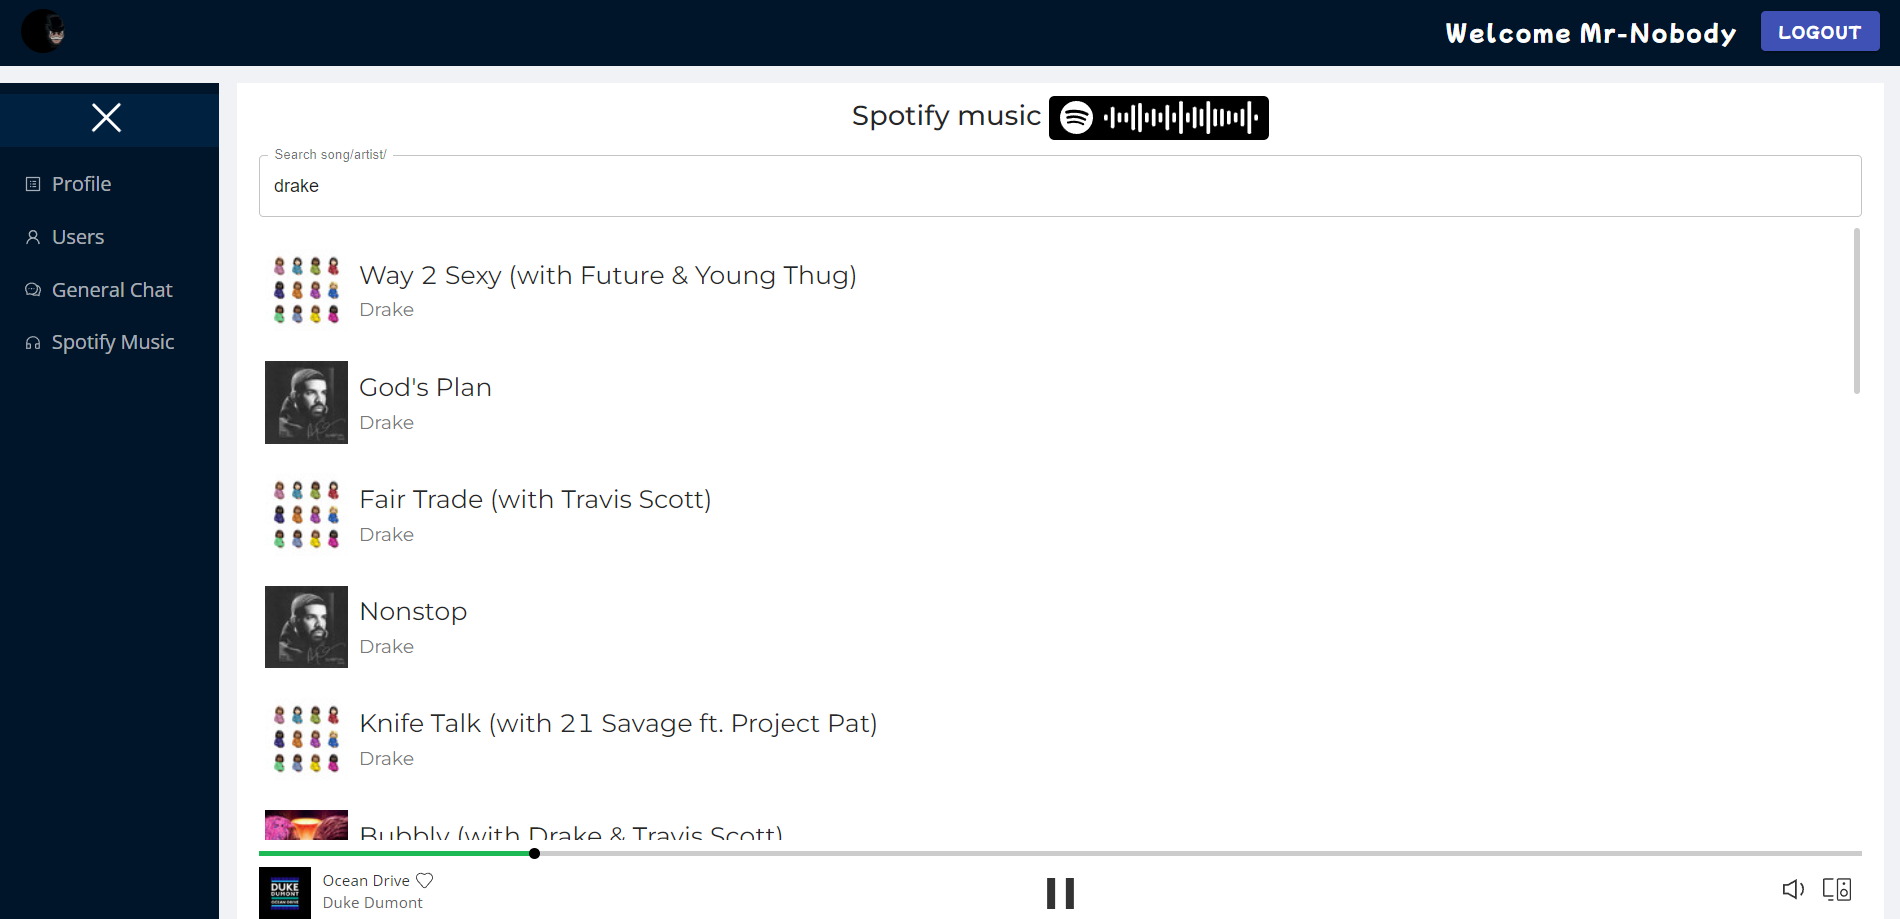 Welcome Mr-Nobody
LOGOUT
Profile
Users
General Chat
Spotify Music
Spotify music
Search song/artist/
drake
Way 2 Sexy (with Future & Young Thug)
Drake
God's Plan
Drake
Fair Trade (with Travis Scott)
Drake
Nonstop
Drake
Knife Talk (with 21 Savage ft. Project Pat)
Drake
Bubbly (with Drake & Travis Scott)
DUKE
DUMONT
OCEAN DRIVE
Ocean Drive
Duke Dumont